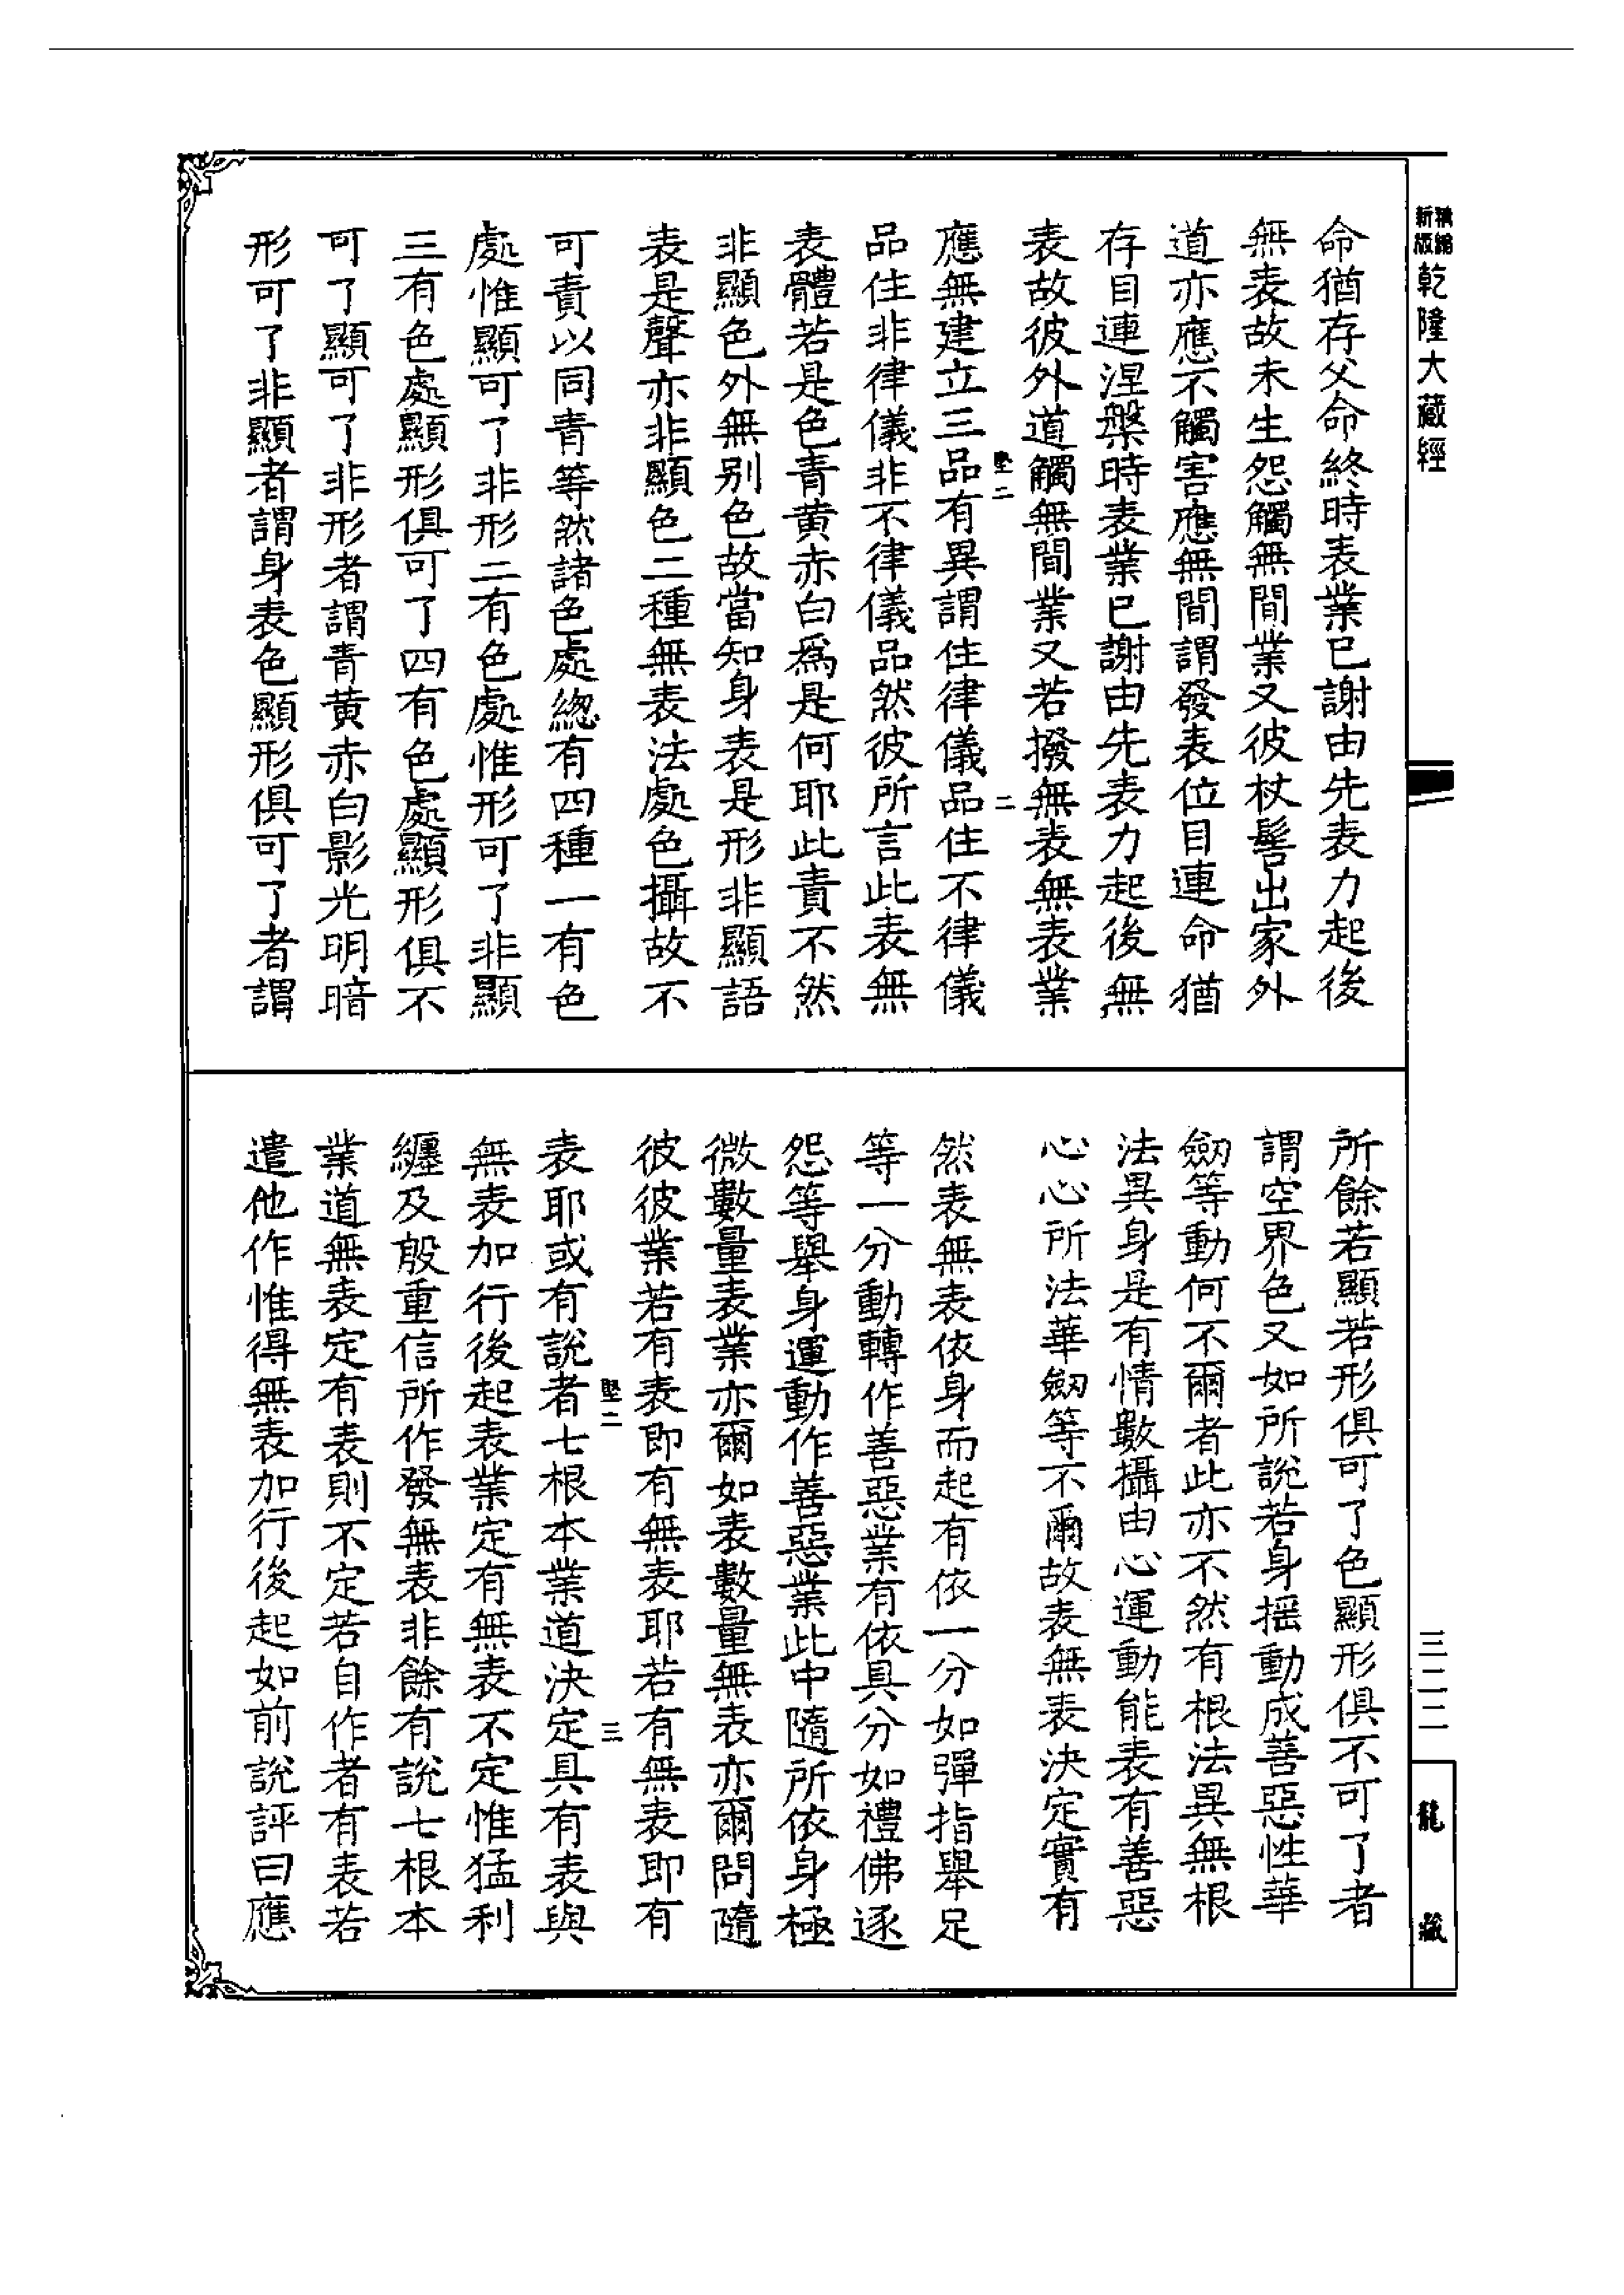 新編縮版乾隆大藏經
命猶存父命終時表業已謝由先表力起後
無表故未生怨觸無間業又彼杖髻出家外
道亦應不觸害應無間謂發表位目連命猶
存目連涅槃時表業已謝由先表力起後無
表故彼外道觸無間業又若撥無表無表業
墍二
二
應無建立三品有異謂住律儀品住不律儀
品住非律儀非不律儀品然彼所言此表無
表體若是色青黄赤白為是何耶此責不然
非顯色外無别色故當知身表是形非顯語
表是聲亦非顯色二種無表法處色攝故不
可責以同青等然諸色處緫有四種一有色
處惟顯可了非形二有色處惟形可了非顯
三有色處顯形俱可了四有色處顯形俱不
可了顯可了非形者謂青黄赤白影光明暗
形可了非顯者謂身表色顯形俱可了者謂
所餘若顯若形俱可了色顯形俱不可了者
謂空界色又如所說若身揺動成善惡性華
劒等動何不爾者此亦不然有根法異無根
法異身是有情數攝由心運動能表有善惡
心心所法華劒等不爾故表無表決定實有
然表無表依身而起有依一分如彈指舉足
等一分動轉作善惡業有依具分如禮佛逐
怨等舉身運動作善惡業此中隨所依身極
微數量表業亦爾如表數量無表亦爾問隨
彼彼業若有表即有無表耶若有無表即有
墍二
三
表耶或有說者七根本業道決定具有表與
無表加行後起表業定有無表不定惟猛利
纏及殷重信所作發無表非餘有說七根本
業道無表定有表則不定若自作者有表若
遣他作惟得無表加行後起如前說評曰應
三二二
龍藏